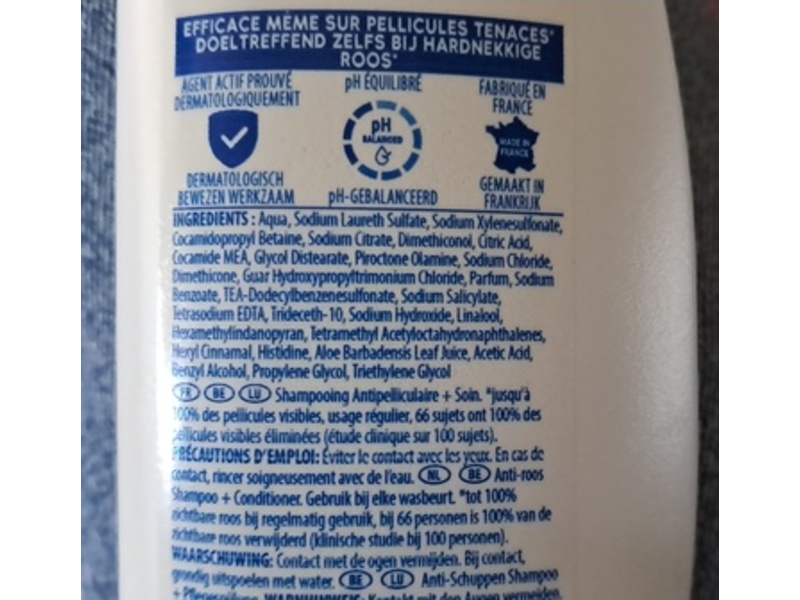 EFFICACE MÊME SUR PELLICULES TENACES*
DOELTREFFEND ZELFS BIJ HARDNEKKIGE
ROOS*
AGENT ACTIF PROUVÉ
DERMATOLOGIQUEMENT
pH ÉQUILIBRÉ
FABRIQUÉ EN
FRANCE
pH
BALANCED
MADE IN
FRANCE
DERMATOLOGISCH
BEWEZEN WERKZAAM
pH-GEBALANCEERD
GEMAAKT IN
FRANKRIJK
INGREDIENTS : Aqua, Sodium Laureth Sulfate, Sodium Xylenesulfonate,
Cocamidopropyl Betaine, Sodium Citrate, Dimethiconol, Citric Acid,
Cocamide MEA, Glycol Distearate, Piroctone Olamine, Sodium Chloride,
Dimethicone, Guar Hydroxypropyltrimonium Chloride, Parfum, Sodium
Benzoate, TEA-Dodecylbenzenesulfonate, Sodium Salicylate,
Tetrasodium EDTA, Trideceth-10, Sodium Hydroxide, Linalool,
Hexamethylindanopyran, Tetramethyl Acetyloctahydronaphthalenes,
Hexyl Cinnamal, Histidine, Aloe Barbadensis Leaf Juice, Acetic Acid,
Benzyl Alcohol, Propylene Glycol, Triethylene Glycol
FR BE LU Shampooing Antipelliculaire + Soin. *jusqu'à
100% des pellicules visibles, usage régulier, 66 sujets ont 100% des
pellicules visibles éliminées (étude clinique sur 100 sujets).
PRÉCAUTIONS D'EMPLOI: Éviter le contact avec les yeux. En cas de
contact, rincer soigneusement avec de l'eau. NL BE Anti-roos
Shampoo + Conditioner. Gebruik bij elke wasbeurt. *tot 100%
zichtbare roos bij regelmatig gebruik, bij 66 personen is 100% van de
zichtbare roos verwijderd (klinische studie bij 100 personen).
WAARSCHUWING: Contact met de ogen vermijden. Bij contact,
grondig uitspoelen met water. BE LU Anti-Schuppen Shampoo
+ Pflegespülung. WARNHINWEIS: Kontakt mit den Augen vermeiden.